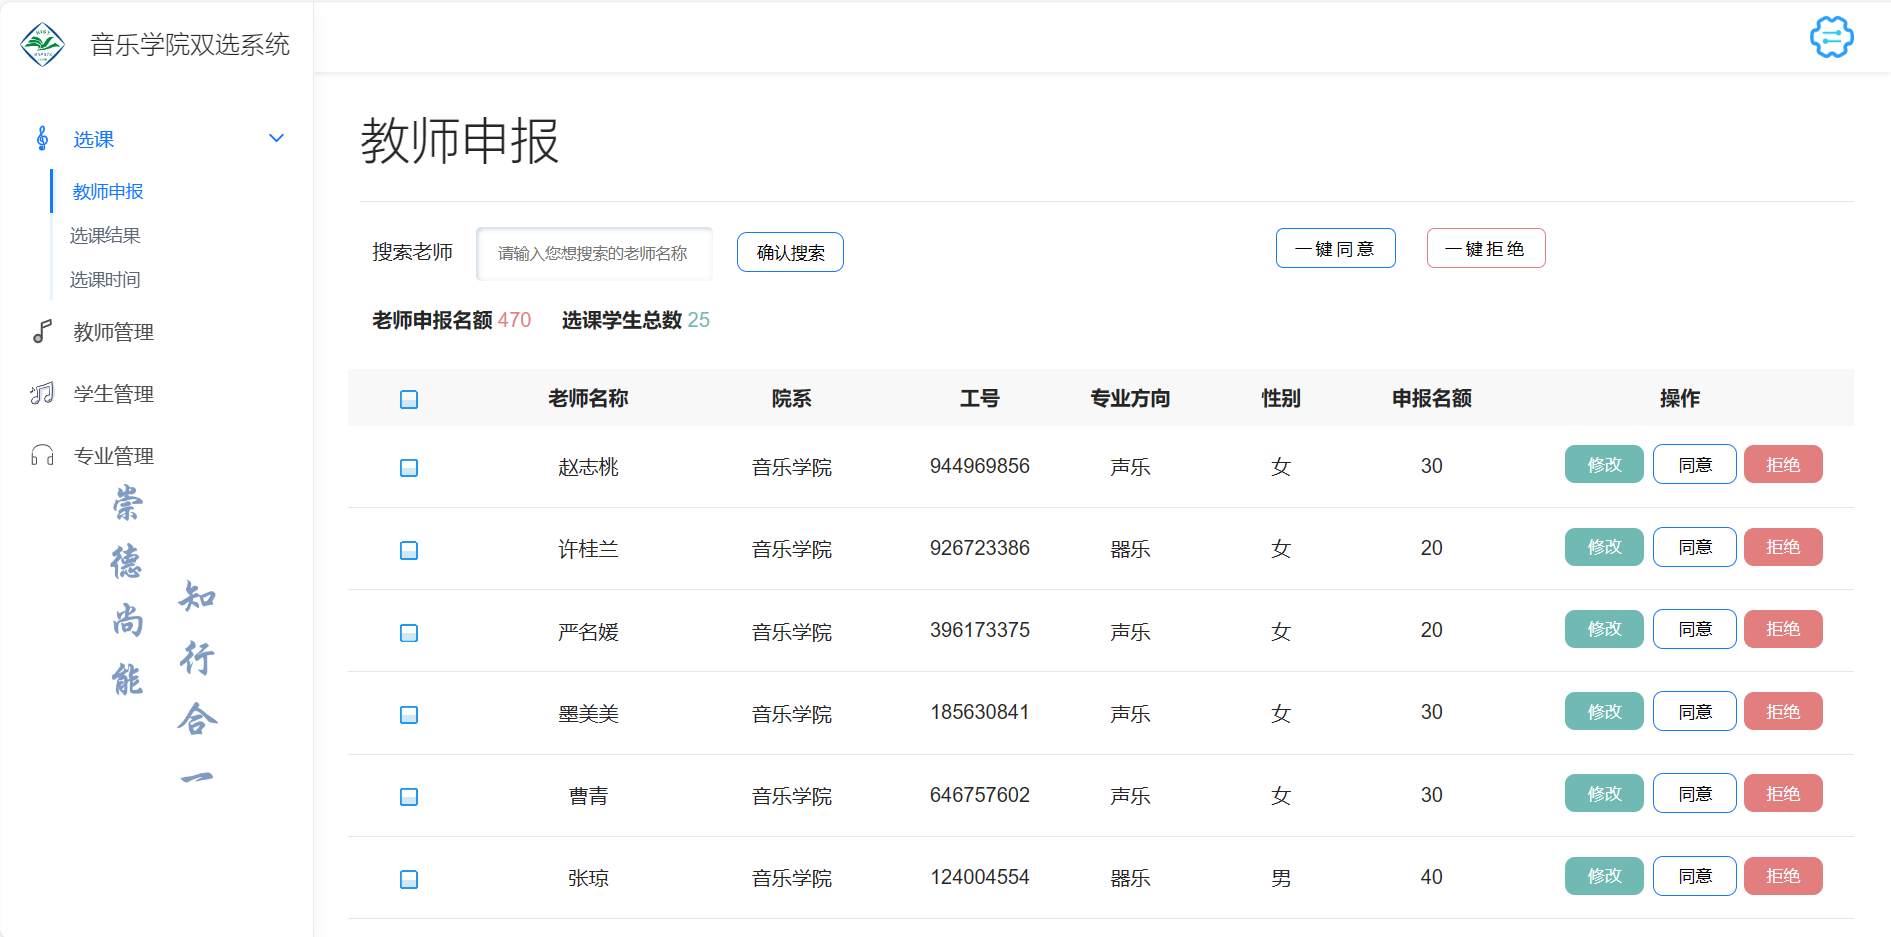 音乐学院双选系统
选课
教师申报
选课结果
选课时间
教师管理
学生管理
专业管理
崇德尚能
知行合一
教师申报
搜索老师 请输入您想搜索的老师名称 确认搜索 一键同意 一键拒绝
老师申报名额 470 选课学生总数 25
老师名称 院系 工号 专业方向 性别 申报名额 操作
赵志桃 音乐学院 944969856 声乐 女 30 修改 同意 拒绝
许桂兰 音乐学院 926723386 器乐 女 20 修改 同意 拒绝
严名媛 音乐学院 396173375 声乐 女 20 修改 同意 拒绝
墨美美 音乐学院 185630841 声乐 女 30 修改 同意 拒绝
曹青 音乐学院 646757602 声乐 女 30 修改 同意 拒绝
张琼 音乐学院 124004554 器乐 男 40 修改 同意 拒绝